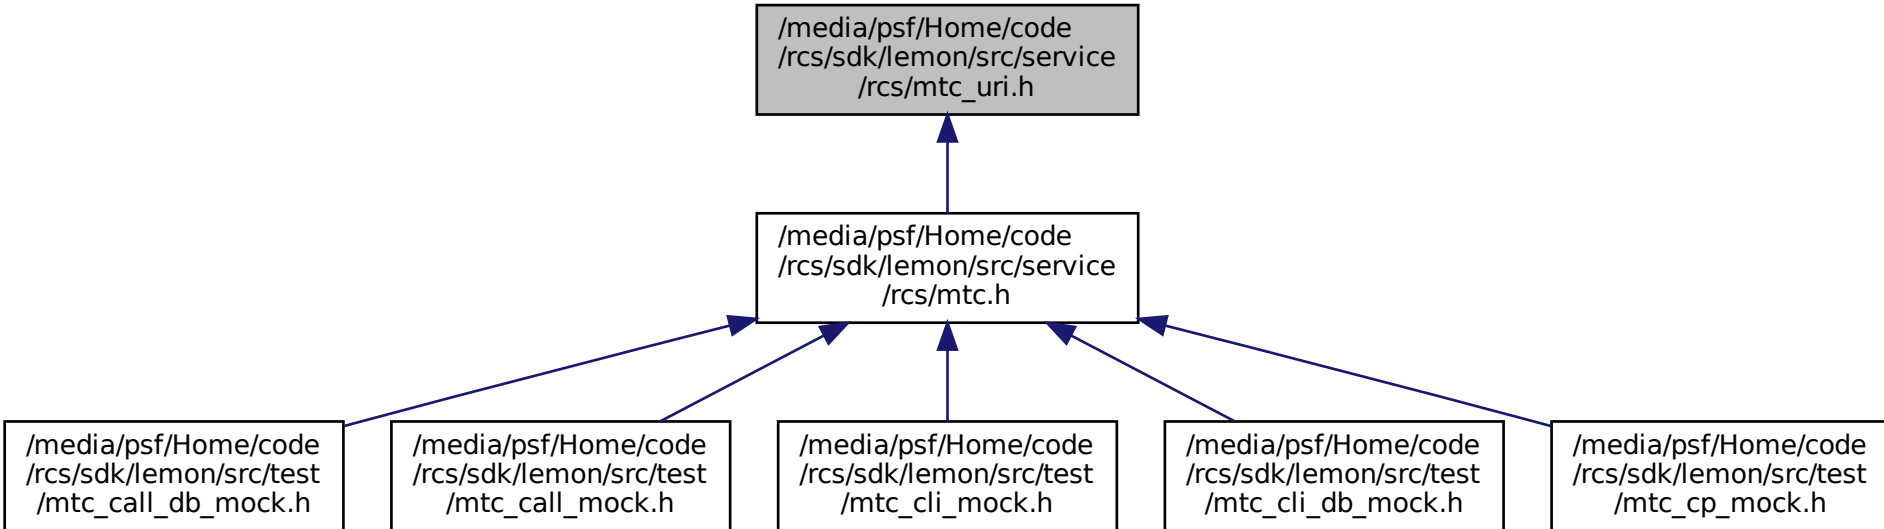 /media/psf/Home/code
/rcs/sdk/lemon/src/service
/rcs/mtc_uri.h
/media/psf/Home/code
/rcs/sdk/lemon/src/service
/rcs/mtc.h
/media/psf/Home/code
/rcs/sdk/lemon/src/test
/mtc_call_db_mock.h
/media/psf/Home/code
/rcs/sdk/lemon/src/test
/mtc_call_mock.h
/media/psf/Home/code
/rcs/sdk/lemon/src/test
/mtc_cli_mock.h
/media/psf/Home/code
/rcs/sdk/lemon/src/test
/mtc_cli_db_mock.h
/media/psf/Home/code
/rcs/sdk/lemon/src/test
/mtc_cp_mock.h